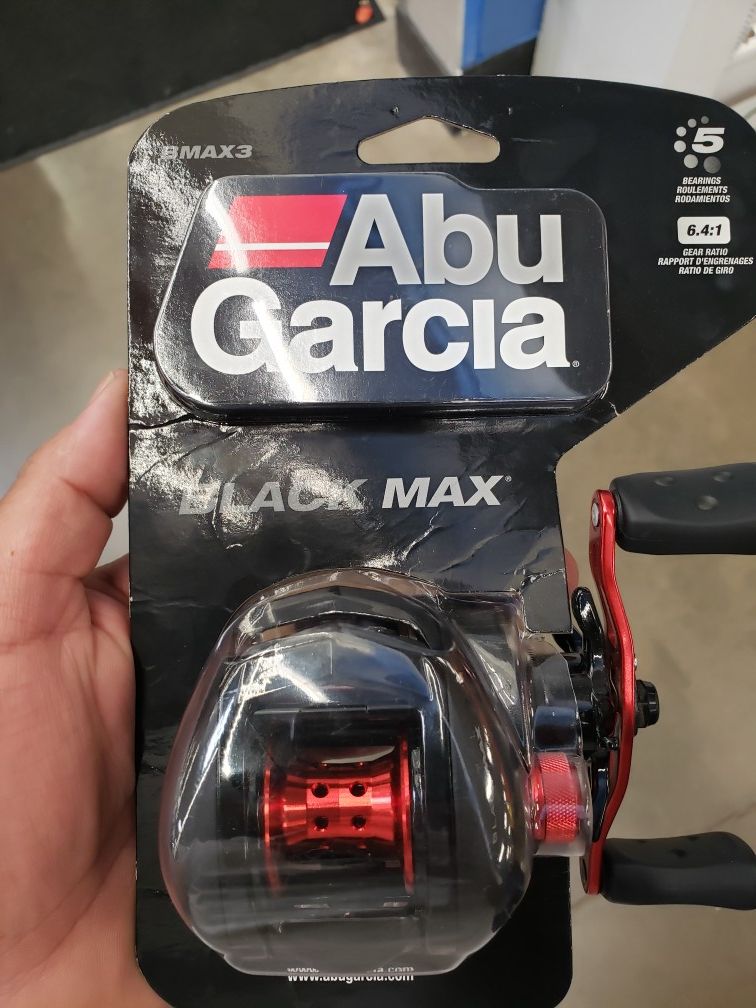 BMAX3
5
BEARINGS
ROULEMENTS
RODAMIENTOS
6.4:1
GEAR RATIO
RAPPORT D'ENGRENAGES
RATIO DE GIRO
Abu
Garcia®
BLACK MAX®
www.abugarcia.com